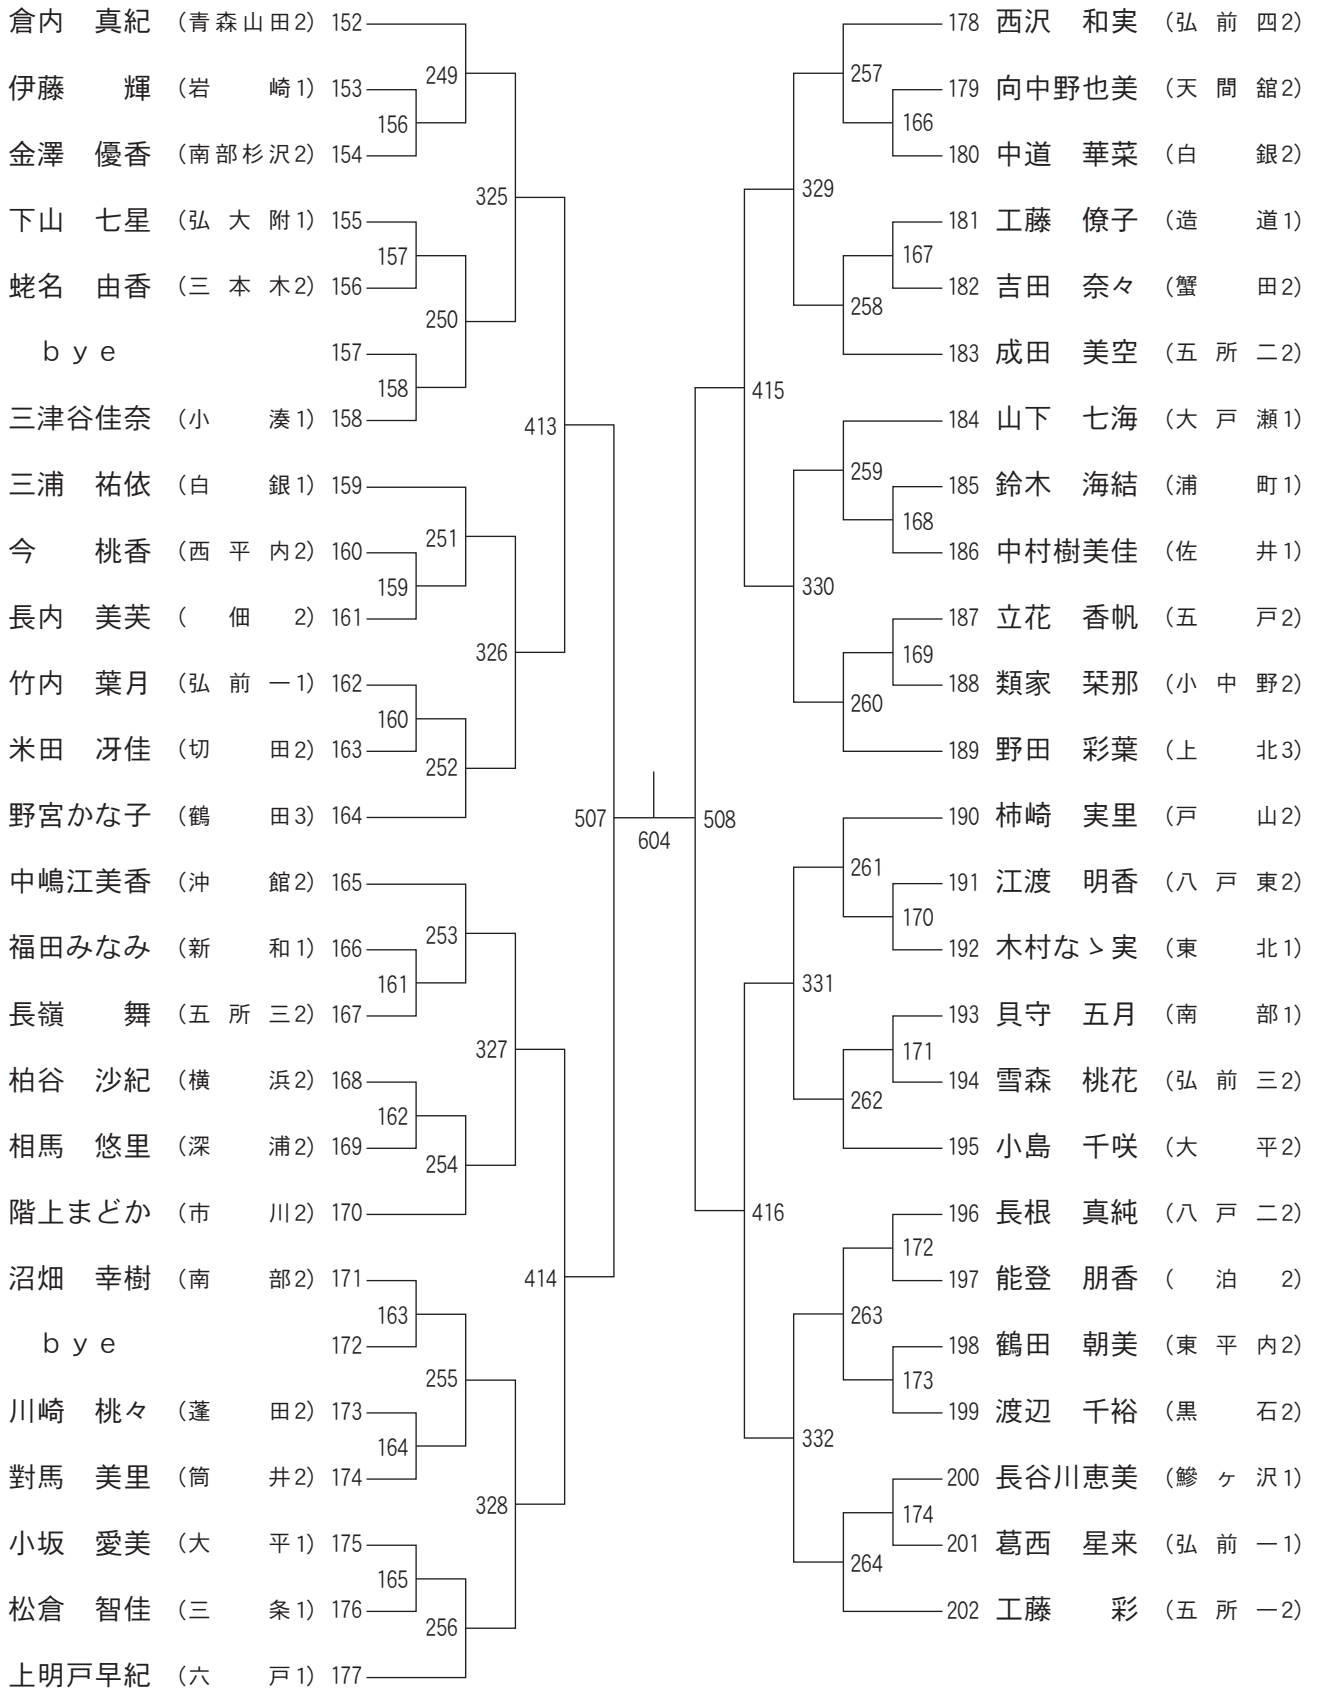 倉内　真紀 （青森山田2） 152
伊藤　　輝 （岩　　崎1） 153
金澤　優香 （南部杉沢2） 154
下山　七星 （弘 大 附1） 155
蛯名　由香 （三 本 木2） 156
ｂｙｅ 157
三津谷佳奈 （小　　湊1） 158
三浦　祐依 （白　　銀1） 159
今　　桃香 （西 平 内2） 160
長内　美芙 （　佃　2） 161
竹内　葉月 （弘 前 一1） 162
米田　冴佳 （切　　田2） 163
野宮かな子 （鶴　　田3） 164
中嶋江美香 （沖　　館2） 165
福田みなみ （新　　和1） 166
長嶺　　舞 （五 所 三2） 167
柏谷　沙紀 （横　　浜2） 168
相馬　悠里 （深　　浦2） 169
階上まどか （市　　川2） 170
沼畑　幸樹 （南　　部2） 171
ｂｙｅ 172
川崎　桃々 （蓬　　田2） 173
對馬　美里 （筒　　井2） 174
小坂　愛美 （大　　平1） 175
松倉　智佳 （三　　条1） 176
上明戸早紀 （六　　戸1） 177
156
157
158
159
160
161
162
163
164
165
249
250
251
252
253
254
255
256
325
326
327
328
413
414
507
604
508
415
416
329
330
331
332
257
258
259
260
261
262
263
264
166
167
168
169
170
171
172
173
174
178 西沢　和実 （弘 前 四2）
179 向中野也美 （天 間 舘2）
180 中道　華菜 （白　　銀2）
181 工藤　僚子 （造　　道1）
182 吉田　奈々 （蟹　　田2）
183 成田　美空 （五 所 二2）
184 山下　七海 （大 戸 瀬1）
185 鈴木　海結 （浦　　町1）
186 中村樹美佳 （佐　　井1）
187 立花　香帆 （五　　戸2）
188 類家　栞那 （小 中 野2）
189 野田　彩葉 （上　　北3）
190 柿崎　実里 （戸　　山2）
191 江渡　明香 （八 戸 東2）
192 木村なゝ実 （東　　北1）
193 貝守　五月 （南　　部1）
194 雪森　桃花 （弘 前 三2）
195 小島　千咲 （大　　平2）
196 長根　真純 （八 戸 二2）
197 能登　朋香 （　泊　2）
198 鶴田　朝美 （東 平 内2）
199 渡辺　千裕 （黒　　石2）
200 長谷川恵美 （鰺 ヶ 沢1）
201 葛西　星来 （弘 前 一1）
202 工藤　　彩 （五 所 一2）